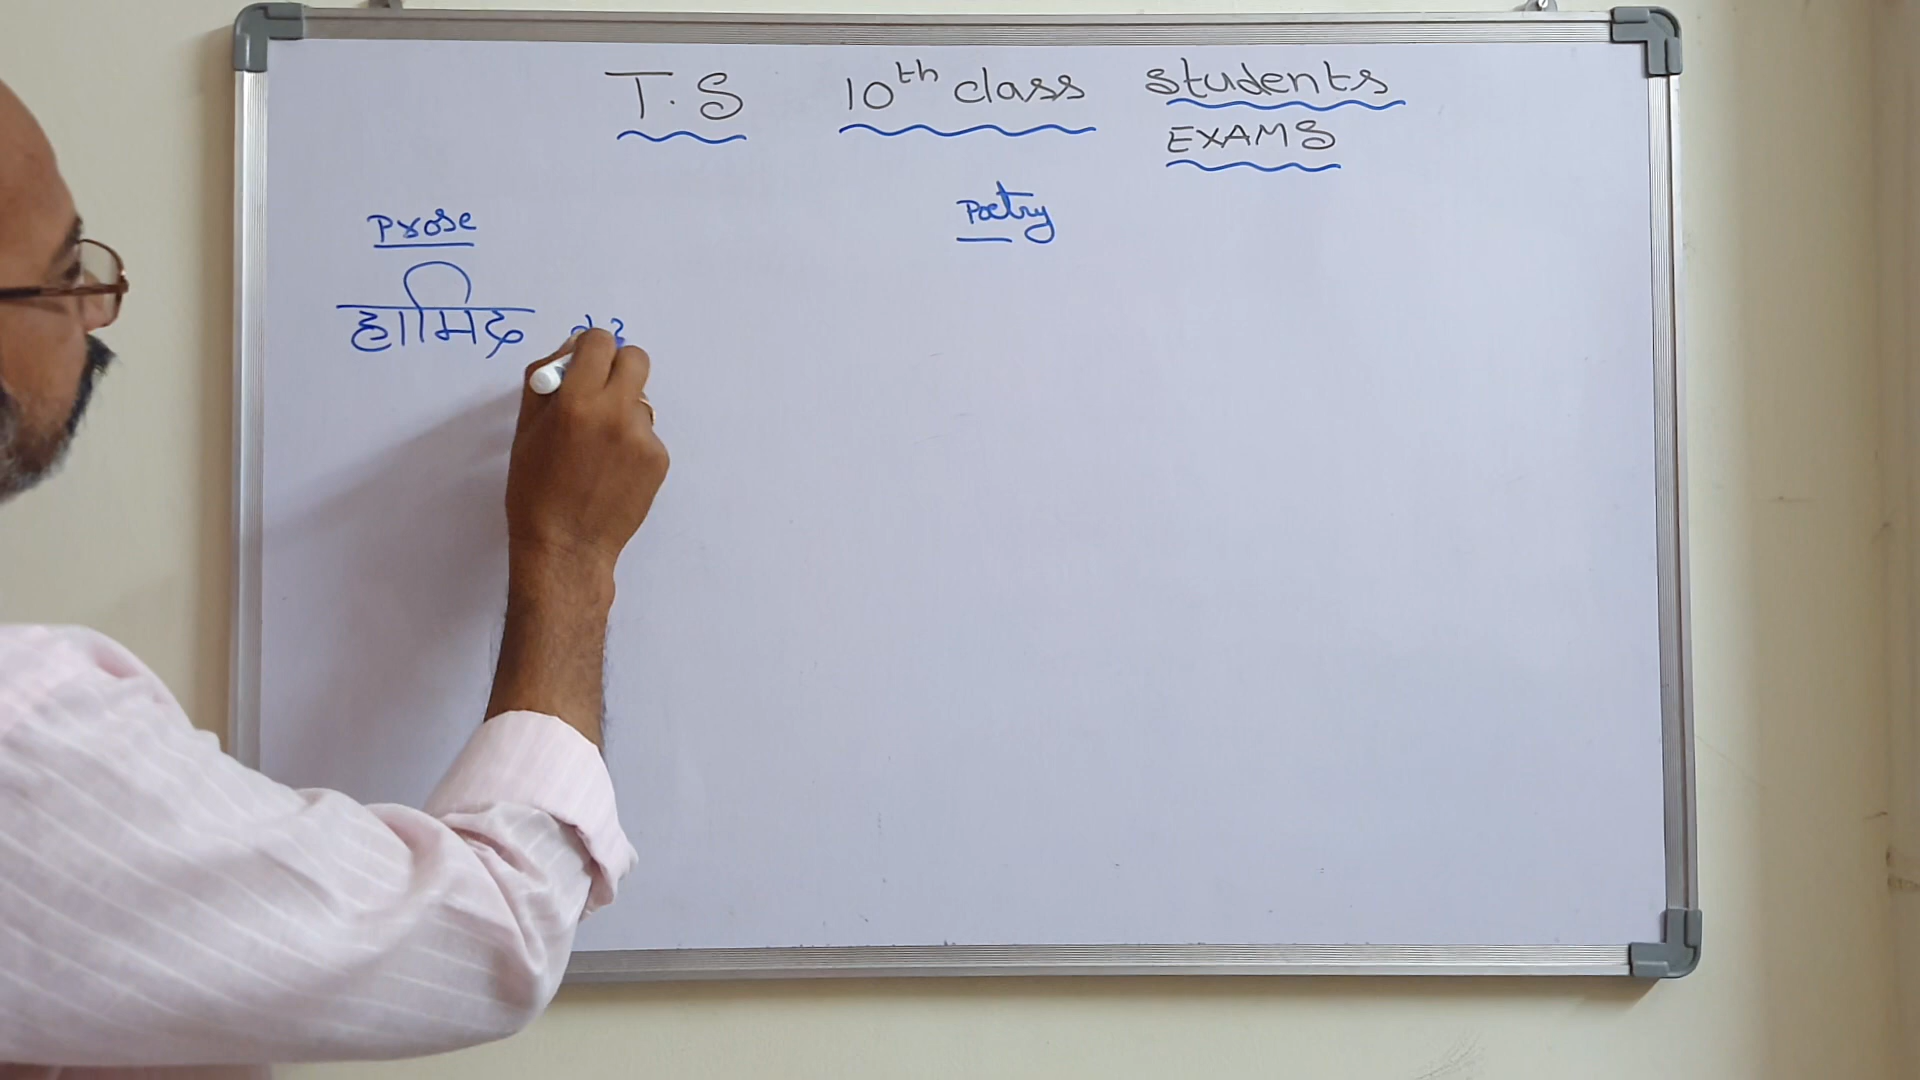 T.S 10th class students
EXAMS
Prose
Poetry
हामिद